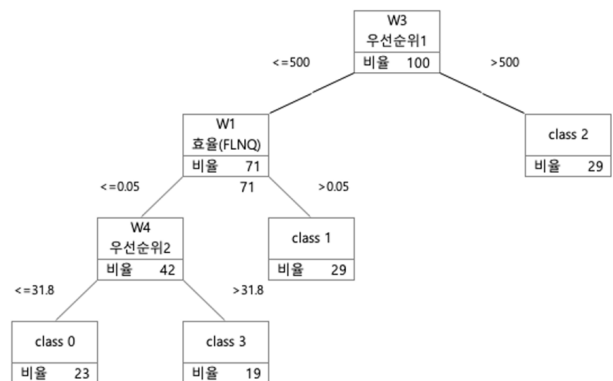 W3
우선순위1
비율 100
<=500
>500
W1
효율(FLNQ)
비율 71
71
class 2
비율 29
<=0.05
>0.05
W4
우선순위2
비율 42
class 1
비율 29
<=31.8
>31.8
class 0
비율 23
class 3
비율 19